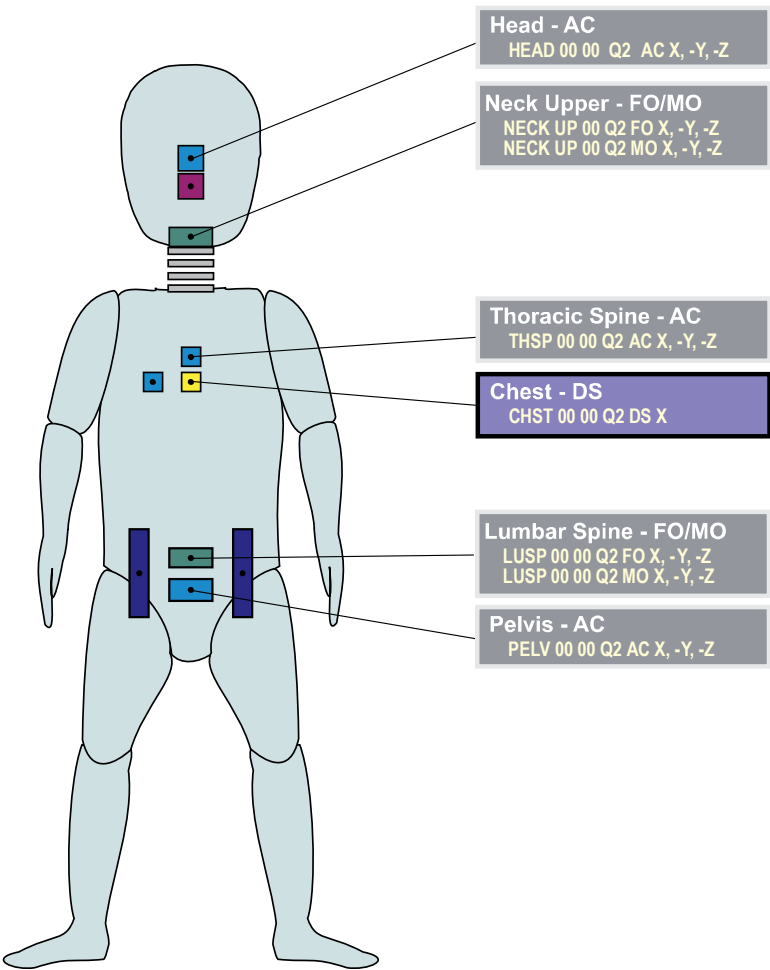 Head - AC
HEAD 00 00 Q2 AC X, -Y, -Z
Neck Upper - FO/MO
NECK UP 00 Q2 FO X, -Y, -Z
NECK UP 00 Q2 MO X, -Y, -Z
Thoracic Spine - AC
THSP 00 00 Q2 AC X, -Y, -Z
Chest - DS
CHST 00 00 Q2 DS X
Lumbar Spine - FO/MO
LUSP 00 00 Q2 FO X, -Y, -Z
LUSP 00 00 Q2 MO X, -Y, -Z
Pelvis - AC
PELV 00 00 Q2 AC X, -Y, -Z